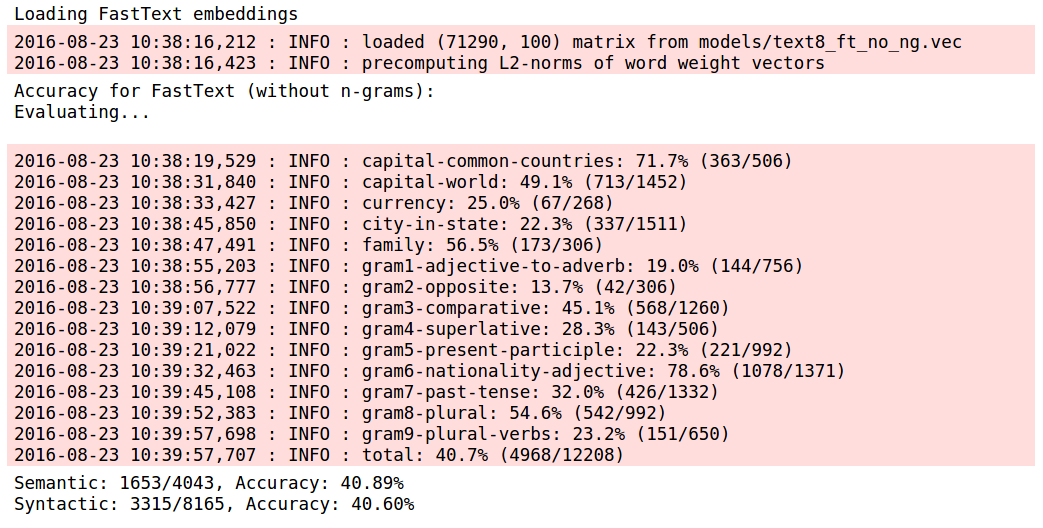 Loading FastText embeddings
2016-08-23 10:38:16,212 : INFO : loaded (71290, 100) matrix from models/text8_ft_no_ng.vec
2016-08-23 10:38:16,423 : INFO : precomputing L2-norms of word weight vectors
Accuracy for FastText (without n-grams):
Evaluating...
2016-08-23 10:38:19,529 : INFO : capital-common-countries: 71.7% (363/506)
2016-08-23 10:38:31,840 : INFO : capital-world: 49.1% (713/1452)
2016-08-23 10:38:33,427 : INFO : currency: 25.0% (67/268)
2016-08-23 10:38:45,850 : INFO : city-in-state: 22.3% (337/1511)
2016-08-23 10:38:47,491 : INFO : family: 56.5% (173/306)
2016-08-23 10:38:55,203 : INFO : gram1-adjective-to-adverb: 19.0% (144/756)
2016-08-23 10:38:56,777 : INFO : gram2-opposite: 13.7% (42/306)
2016-08-23 10:39:07,522 : INFO : gram3-comparative: 45.1% (568/1260)
2016-08-23 10:39:12,079 : INFO : gram4-superlative: 28.3% (143/506)
2016-08-23 10:39:21,022 : INFO : gram5-present-participle: 22.3% (221/992)
2016-08-23 10:39:32,463 : INFO : gram6-nationality-adjective: 78.6% (1078/1371)
2016-08-23 10:39:45,108 : INFO : gram7-past-tense: 32.0% (426/1332)
2016-08-23 10:39:52,383 : INFO : gram8-plural: 54.6% (542/992)
2016-08-23 10:39:57,698 : INFO : gram9-plural-verbs: 23.2% (151/650)
2016-08-23 10:39:57,707 : INFO : total: 40.7% (4968/12208)
Semantic: 1653/4043, Accuracy: 40.89%
Syntactic: 3315/8165, Accuracy: 40.60%